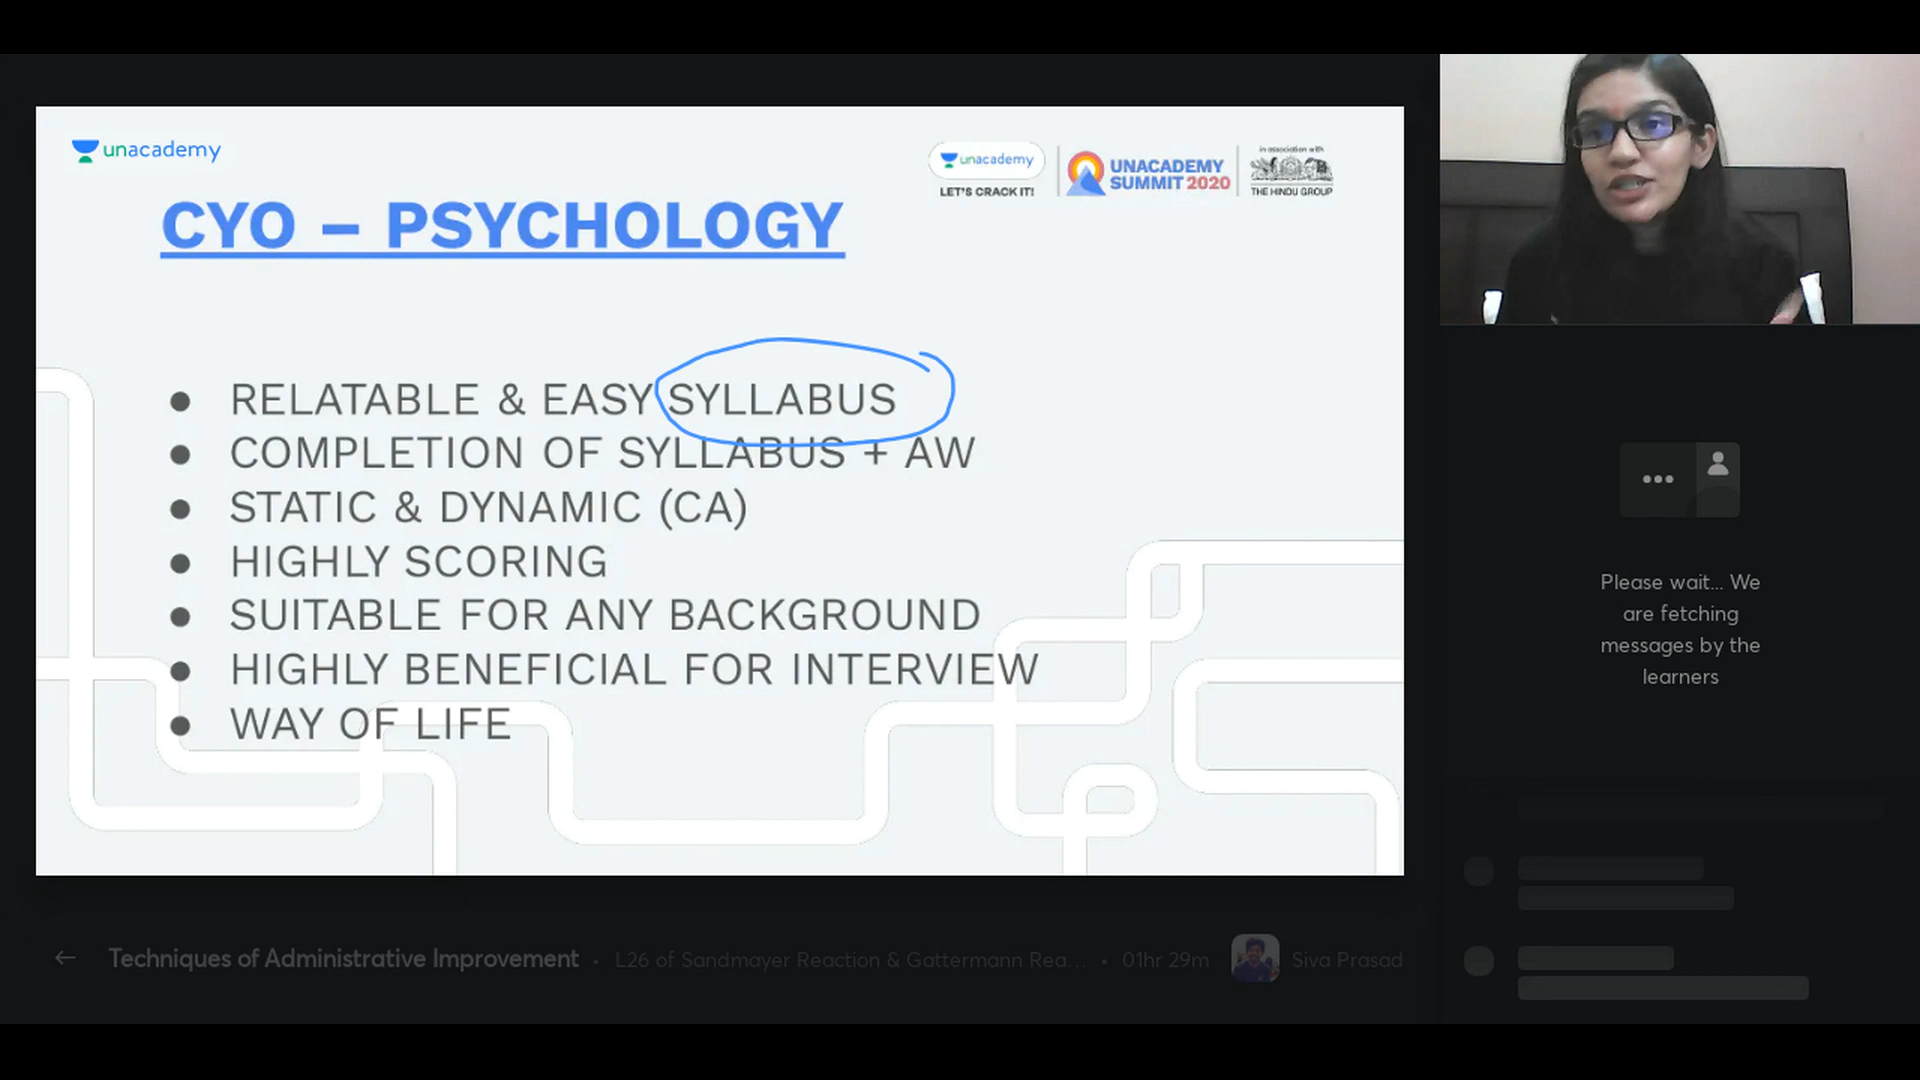 unacademy
unacademy
LET'S CRACK IT!
UNACADEMY
SUMMIT 2020
in association with
THE HINDU GROUP
CYO – PSYCHOLOGY
● RELATABLE & EASY SYLLABUS
● COMPLETION OF SYLLABUS + AW
● STATIC & DYNAMIC (CA)
● HIGHLY SCORING
● SUITABLE FOR ANY BACKGROUND
● HIGHLY BENEFICIAL FOR INTERVIEW
● WAY OF LIFE
Please wait... We
are fetching
messages by the
learners
Techniques of Administrative Improvement • L26 of Sandmayer Reaction & Gattermann Rea... • 01hr 29m Siva Prasad